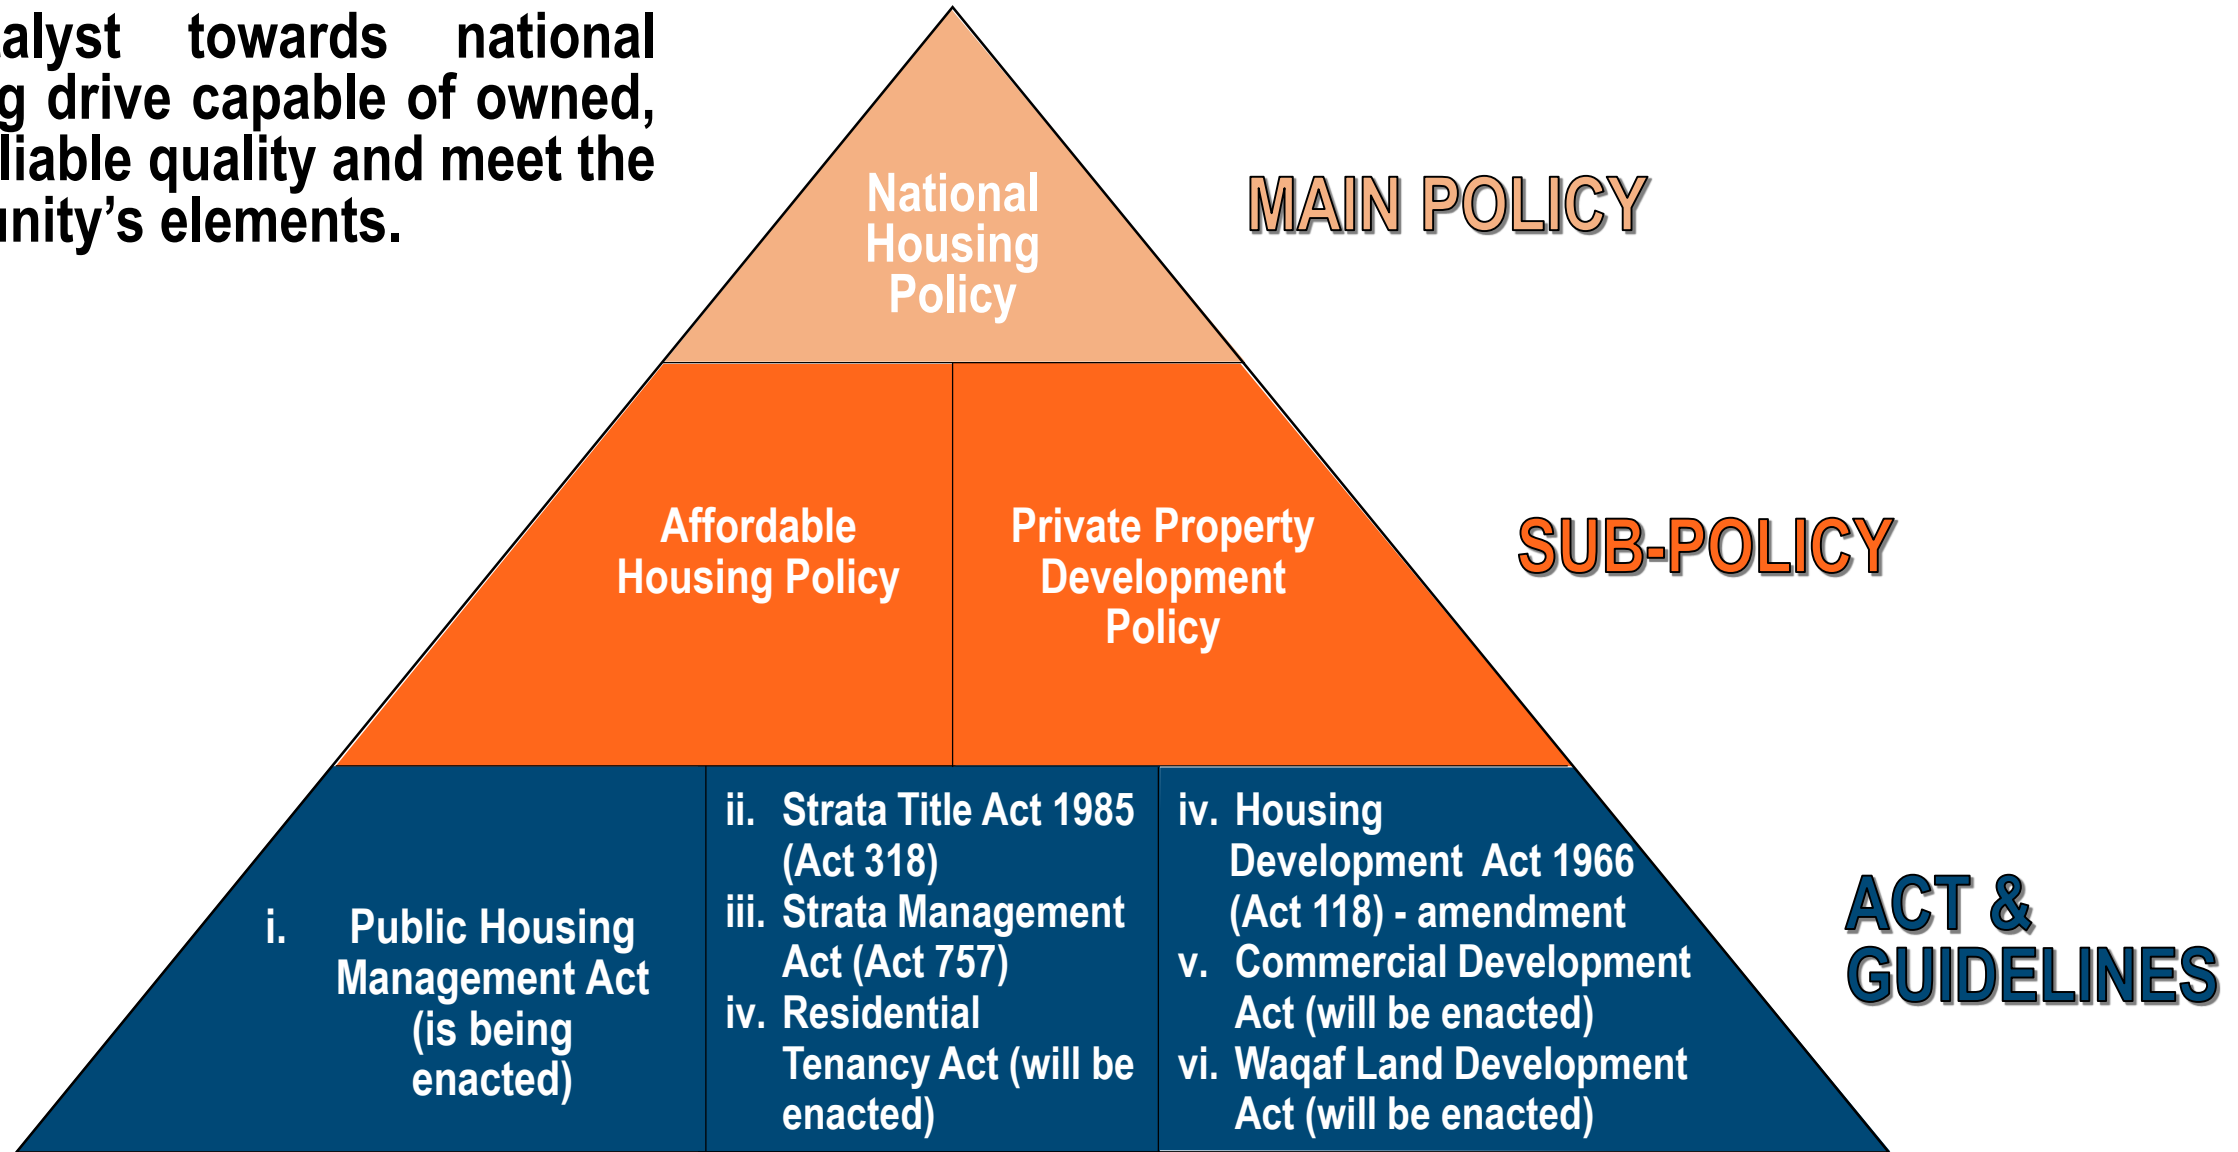 towards national
drive capable of owned,
quality and meet the
elements.
National
Housing
Policy
MAIN POLICY
Affordable
Housing Policy
Private Property
Development
Policy
SUB-POLICY
i. Public Housing
Management Act
(is being
enacted)
ii. Strata Title Act 1985
(Act 318)
iii. Strata Management
Act (Act 757)
iv. Residential
Tenancy Act (will be
enacted)
iv. Housing
Development Act 1966
(Act 118) - amendment
v. Commercial Development
Act (will be enacted)
vi. Waqaf Land Development
Act (will be enacted)
ACT &
GUIDELINES